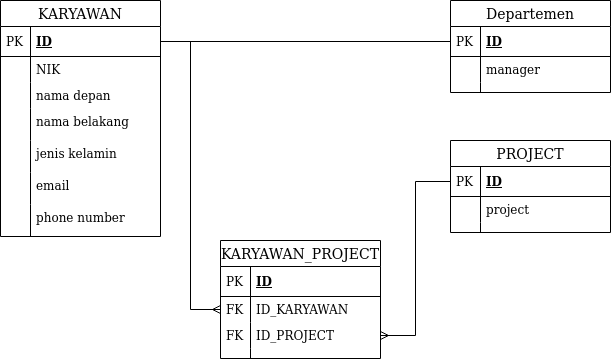 KARYAWAN
PK ID
NIK
nama depan
nama belakang
jenis kelamin
email
phone number
Departemen
PK ID
manager
PROJECT
PK ID
project
KARYAWAN_PROJECT
PK ID
FK ID_KARYAWAN
FK ID_PROJECT